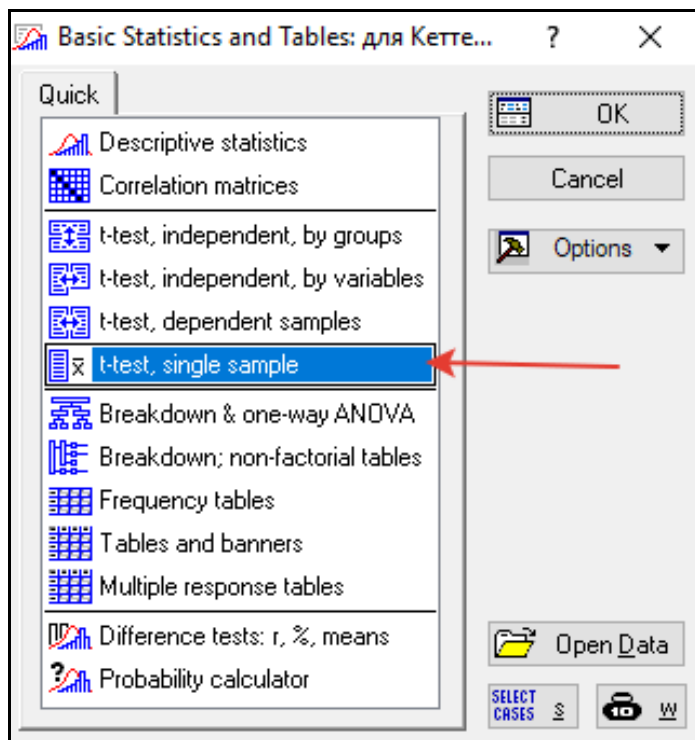 Basic Statistics and Tables: для Кетте... ?
Quick
OK
Descriptive statistics
Cancel
Correlation matrices
t-test, independent, by groups
Options
t-test, independent, by variables
t-test, dependent samples
x t-test, single sample
Breakdown & one-way ANOVA
Breakdown; non-factorial tables
Frequency tables
Tables and banners
Multiple response tables
Difference tests: r, %, means
Open Data
? Probability calculator
SELECT
CASES S
10 W